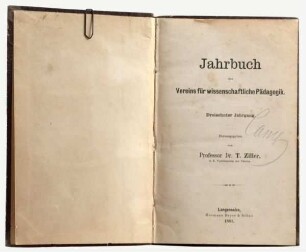 Jahrbuch
des
Vereins für wissenschaftliche Pädagogik.
Dreizehnter Jahrgang.
Herausgegeben
von
Professor Dr. T. Ziller,
Langensalza,
Hermann Beyer & Söhne
1881.